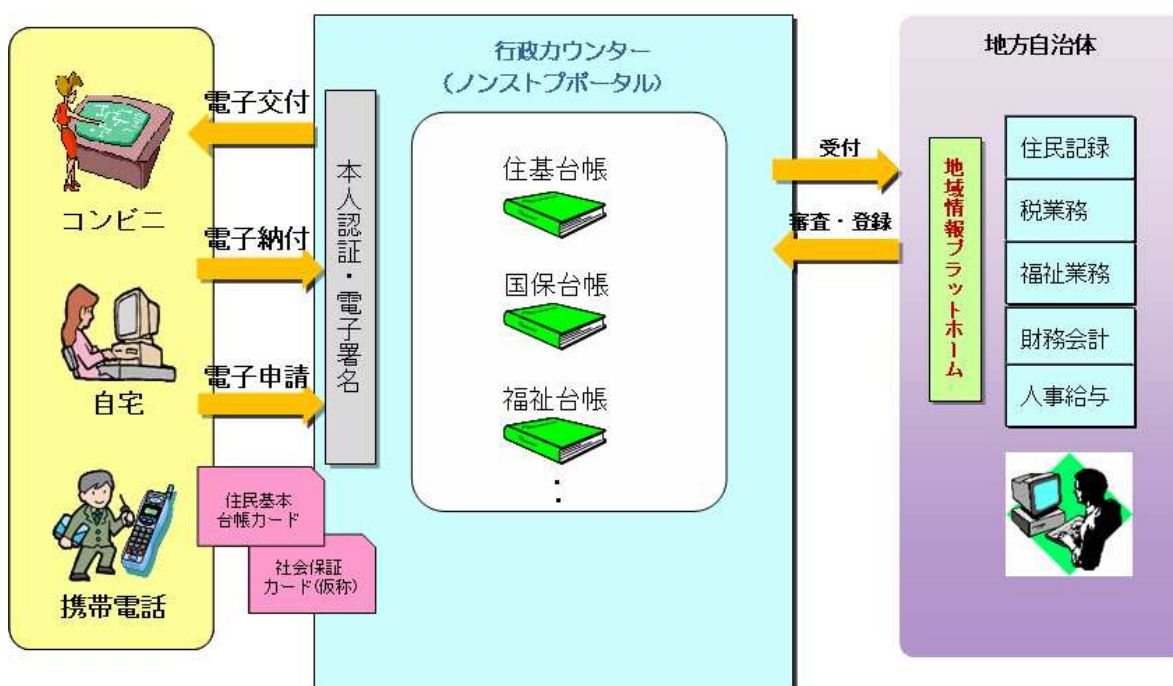 コンビニ
自宅
携帯電話
電子交付
電子納付
電子申請
住民基本
台帳カード
社会保証
カード(仮称)
行政カウンター
(ノンストプポータル)
本人認証・電子署名
住基台帳
国保台帳
福祉台帳
:
受付
審査・登録
地方自治体
地域情報プラットホーム
住民記録
税業務
福祉業務
財務会計
人事給与